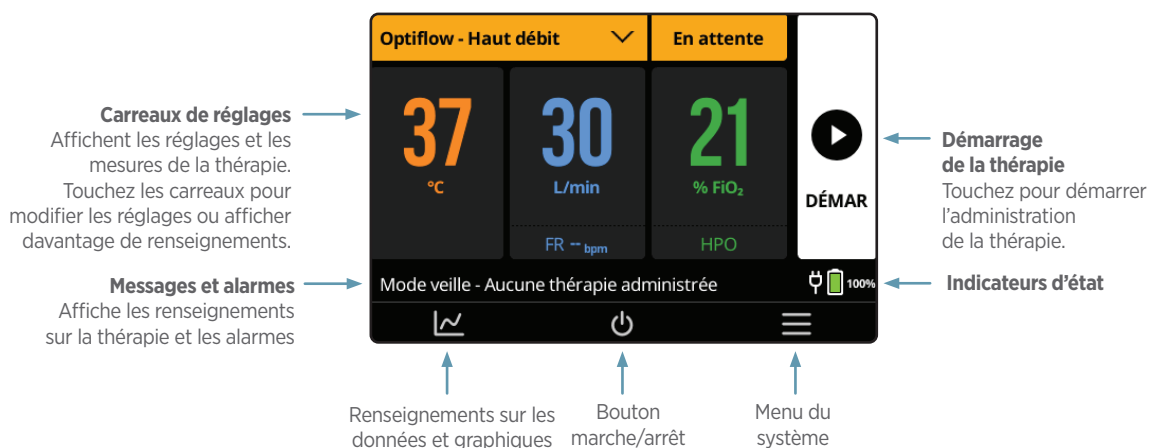 Optiflow - Haut débit
En attente
37
°C
30
L/min
FR -- bpm
21
% FiO₂
HPO
DÉMAR
Mode veille - Aucune thérapie administrée
100%
Carreaux de réglages
Affichent les réglages et les
mesures de la thérapie.
Touchez les carreaux pour
modifier les réglages ou afficher
davantage de renseignements.
Messages et alarmes
Affiche les renseignements
sur la thérapie et les alarmes
Démarrage
de la thérapie
Touchez pour démarrer
l’administration
de la thérapie.
Indicateurs d’état
Renseignements sur les
données et graphiques
Bouton
marche/arrêt
Menu du
système